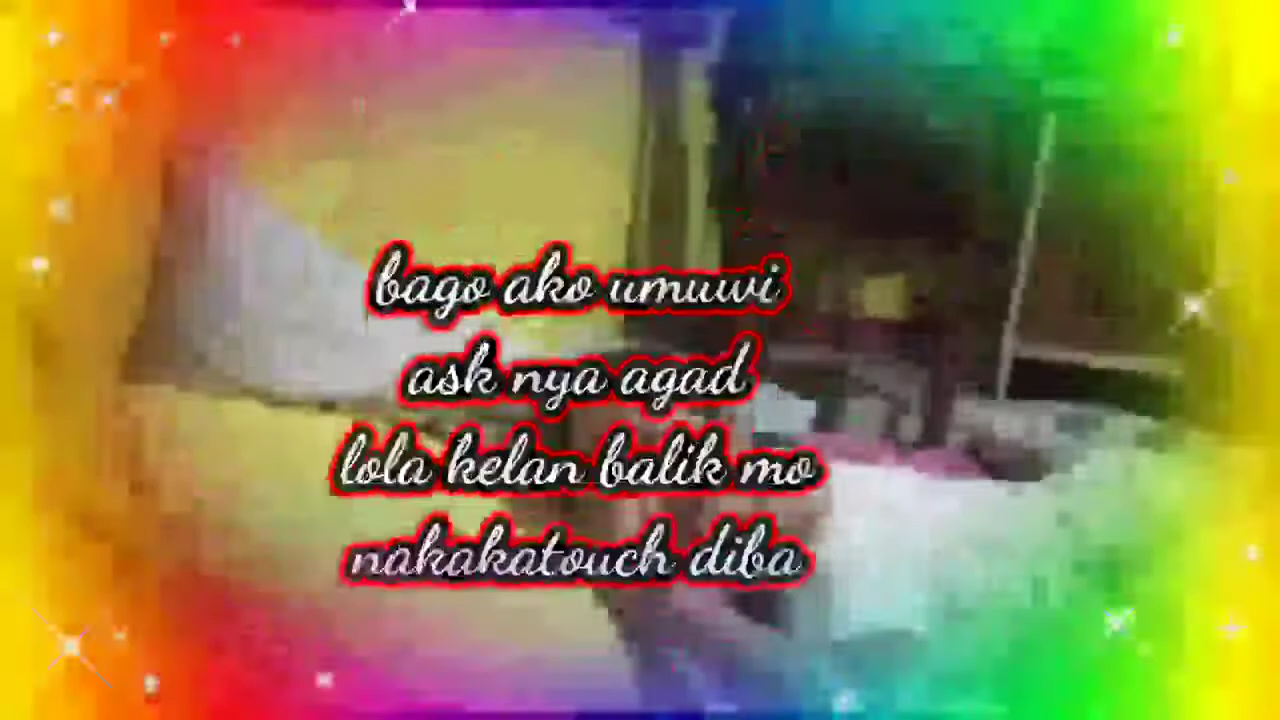 bago ako umuwi
ask nya agad
lola kelan balik mo
nakakatouch diba